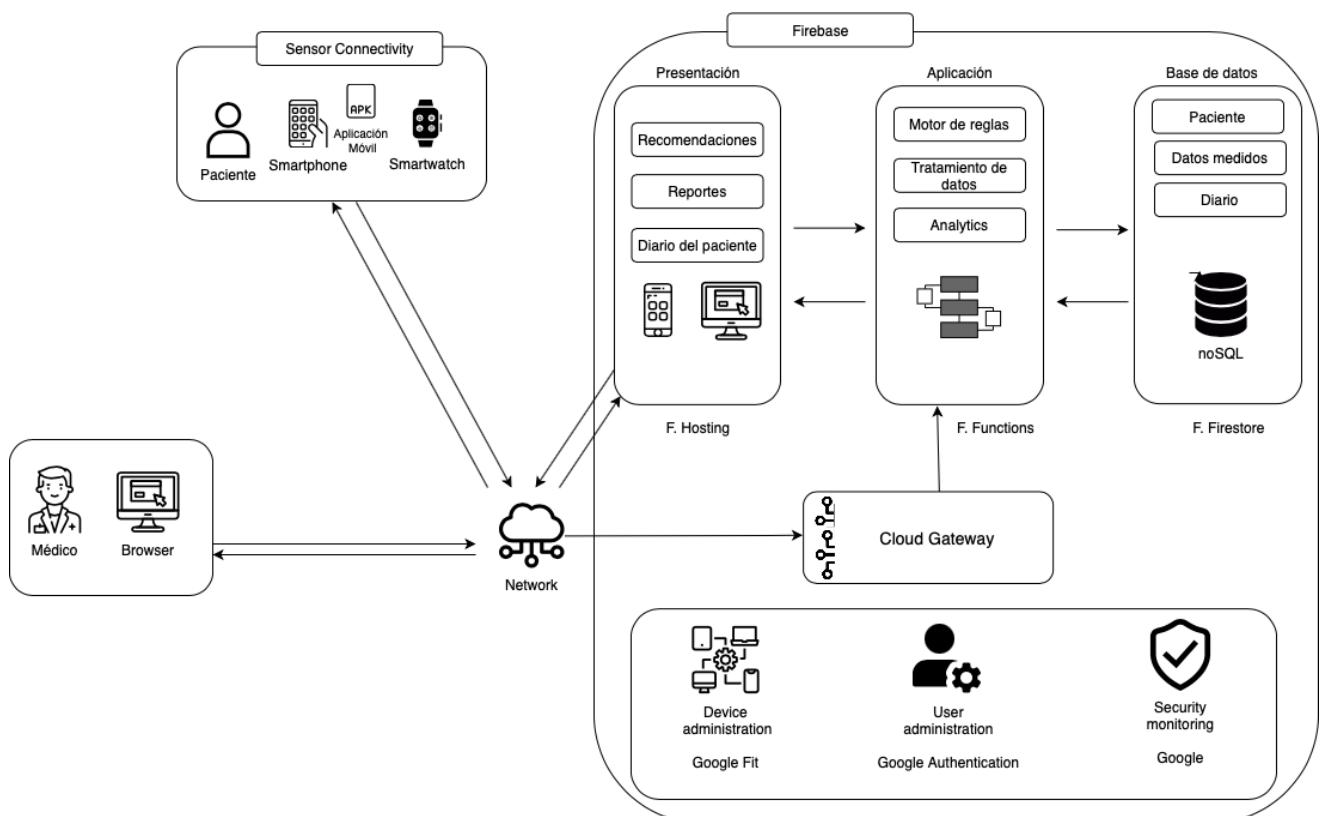 Firebase
Sensor Connectivity
Presentación
Aplicación
Base de datos
APK
Aplicación
Móvil
Paciente
Smartphone
Smartwatch
Recomendaciones
Reportes
Diario del paciente
F. Hosting
Motor de reglas
Tratamiento de
datos
Analytics
F. Functions
Paciente
Datos medidos
Diario
noSQL
F. Firestore
Médico
Browser
Network
Cloud Gateway
Device
administration
Google Fit
User
administration
Google Authentication
Security
monitoring
Google